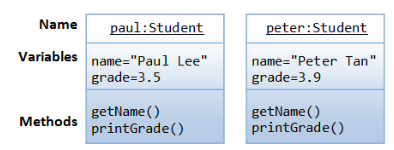 Name
paul:Student
peter:Student
Variables
name="Paul Lee"
grade=3.5
name="Peter Tan"
grade=3.9
Methods
getName()
printGrade()
getName()
printGrade()